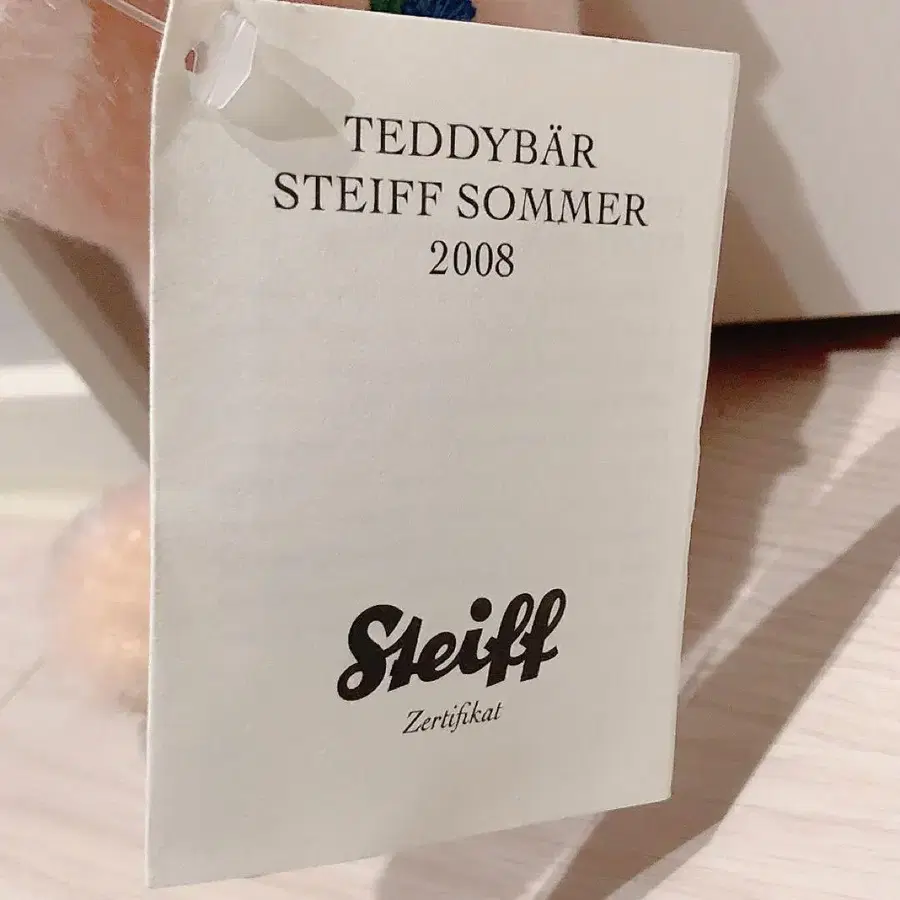 TEDDYBÄR
STEIFF SOMMER
2008
Steiff
Zertifikat